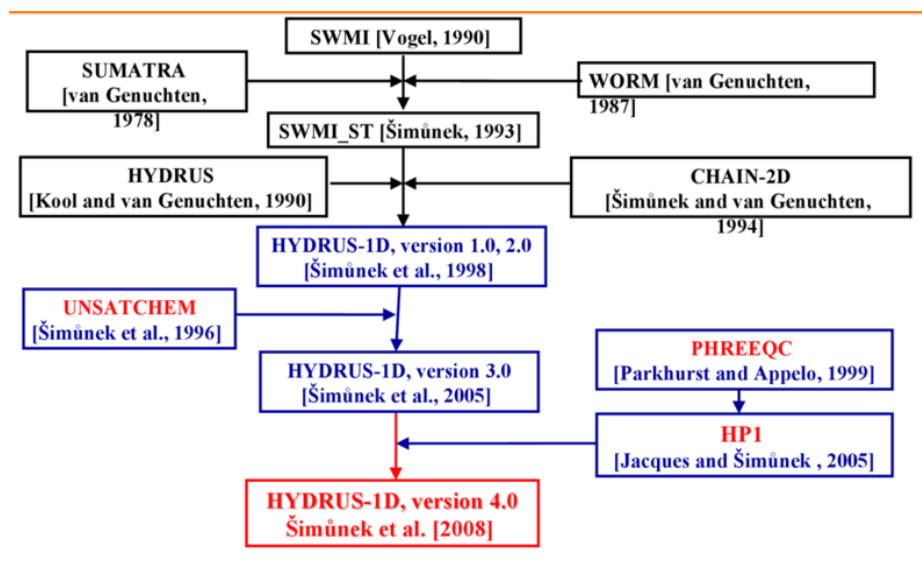 SWMI [Vogel, 1990]
SUMATRA
[van Genuchten,
1978]
WORM [van Genuchten,
1987]
SWMI_ST [Šimůnek, 1993]
HYDRUS
[Kool and van Genuchten, 1990]
CHAIN-2D
[Šimůnek and van Genuchten,
1994]
HYDRUS-1D, version 1.0, 2.0
[Šimůnek et al., 1998]
UNSATCHEM
[Šimůnek et al., 1996]
HYDRUS-1D, version 3.0
[Šimůnek et al., 2005]
PHREEQC
[Parkhurst and Appelo, 1999]
HP1
[Jacques and Šimůnek , 2005]
HYDRUS-1D, version 4.0
Šimůnek et al. [2008]